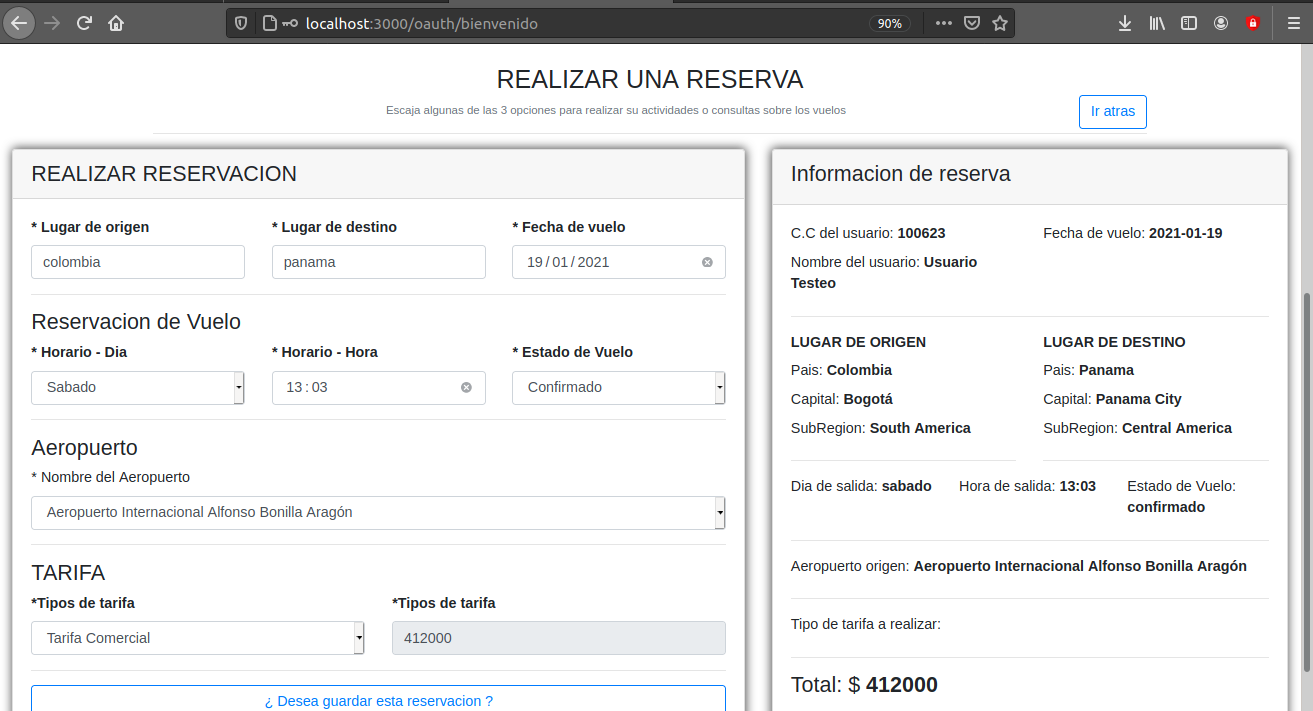 localhost:3000/oauth/bienvenido
90%
REALIZAR UNA RESERVA
Escaja algunas de las 3 opciones para realizar su actividades o consultas sobre los vuelos
Ir atras
REALIZAR RESERVACION
* Lugar de origen * Lugar de destino * Fecha de vuelo
colombia panama 19/01/2021
Reservacion de Vuelo
* Horario - Dia * Horario - Hora * Estado de Vuelo
Sabado 13:03 Confirmado
Aeropuerto
* Nombre del Aeropuerto
Aeropuerto Internacional Alfonso Bonilla Aragón
TARIFA
*Tipos de tarifa *Tipos de tarifa
Tarifa Comercial 412000
¿ Desea guardar esta reservacion ?
Informacion de reserva
C.C del usuario: 100623 Fecha de vuelo: 2021-01-19
Nombre del usuario: Usuario
Testeo
LUGAR DE ORIGEN LUGAR DE DESTINO
Pais: Colombia Pais: Panama
Capital: Bogotá Capital: Panama City
SubRegion: South America SubRegion: Central America
Dia de salida: sabado Hora de salida: 13:03 Estado de Vuelo:
confirmado
Aeropuerto origen: Aeropuerto Internacional Alfonso Bonilla Aragón
Tipo de tarifa a realizar:
Total: $ 412000